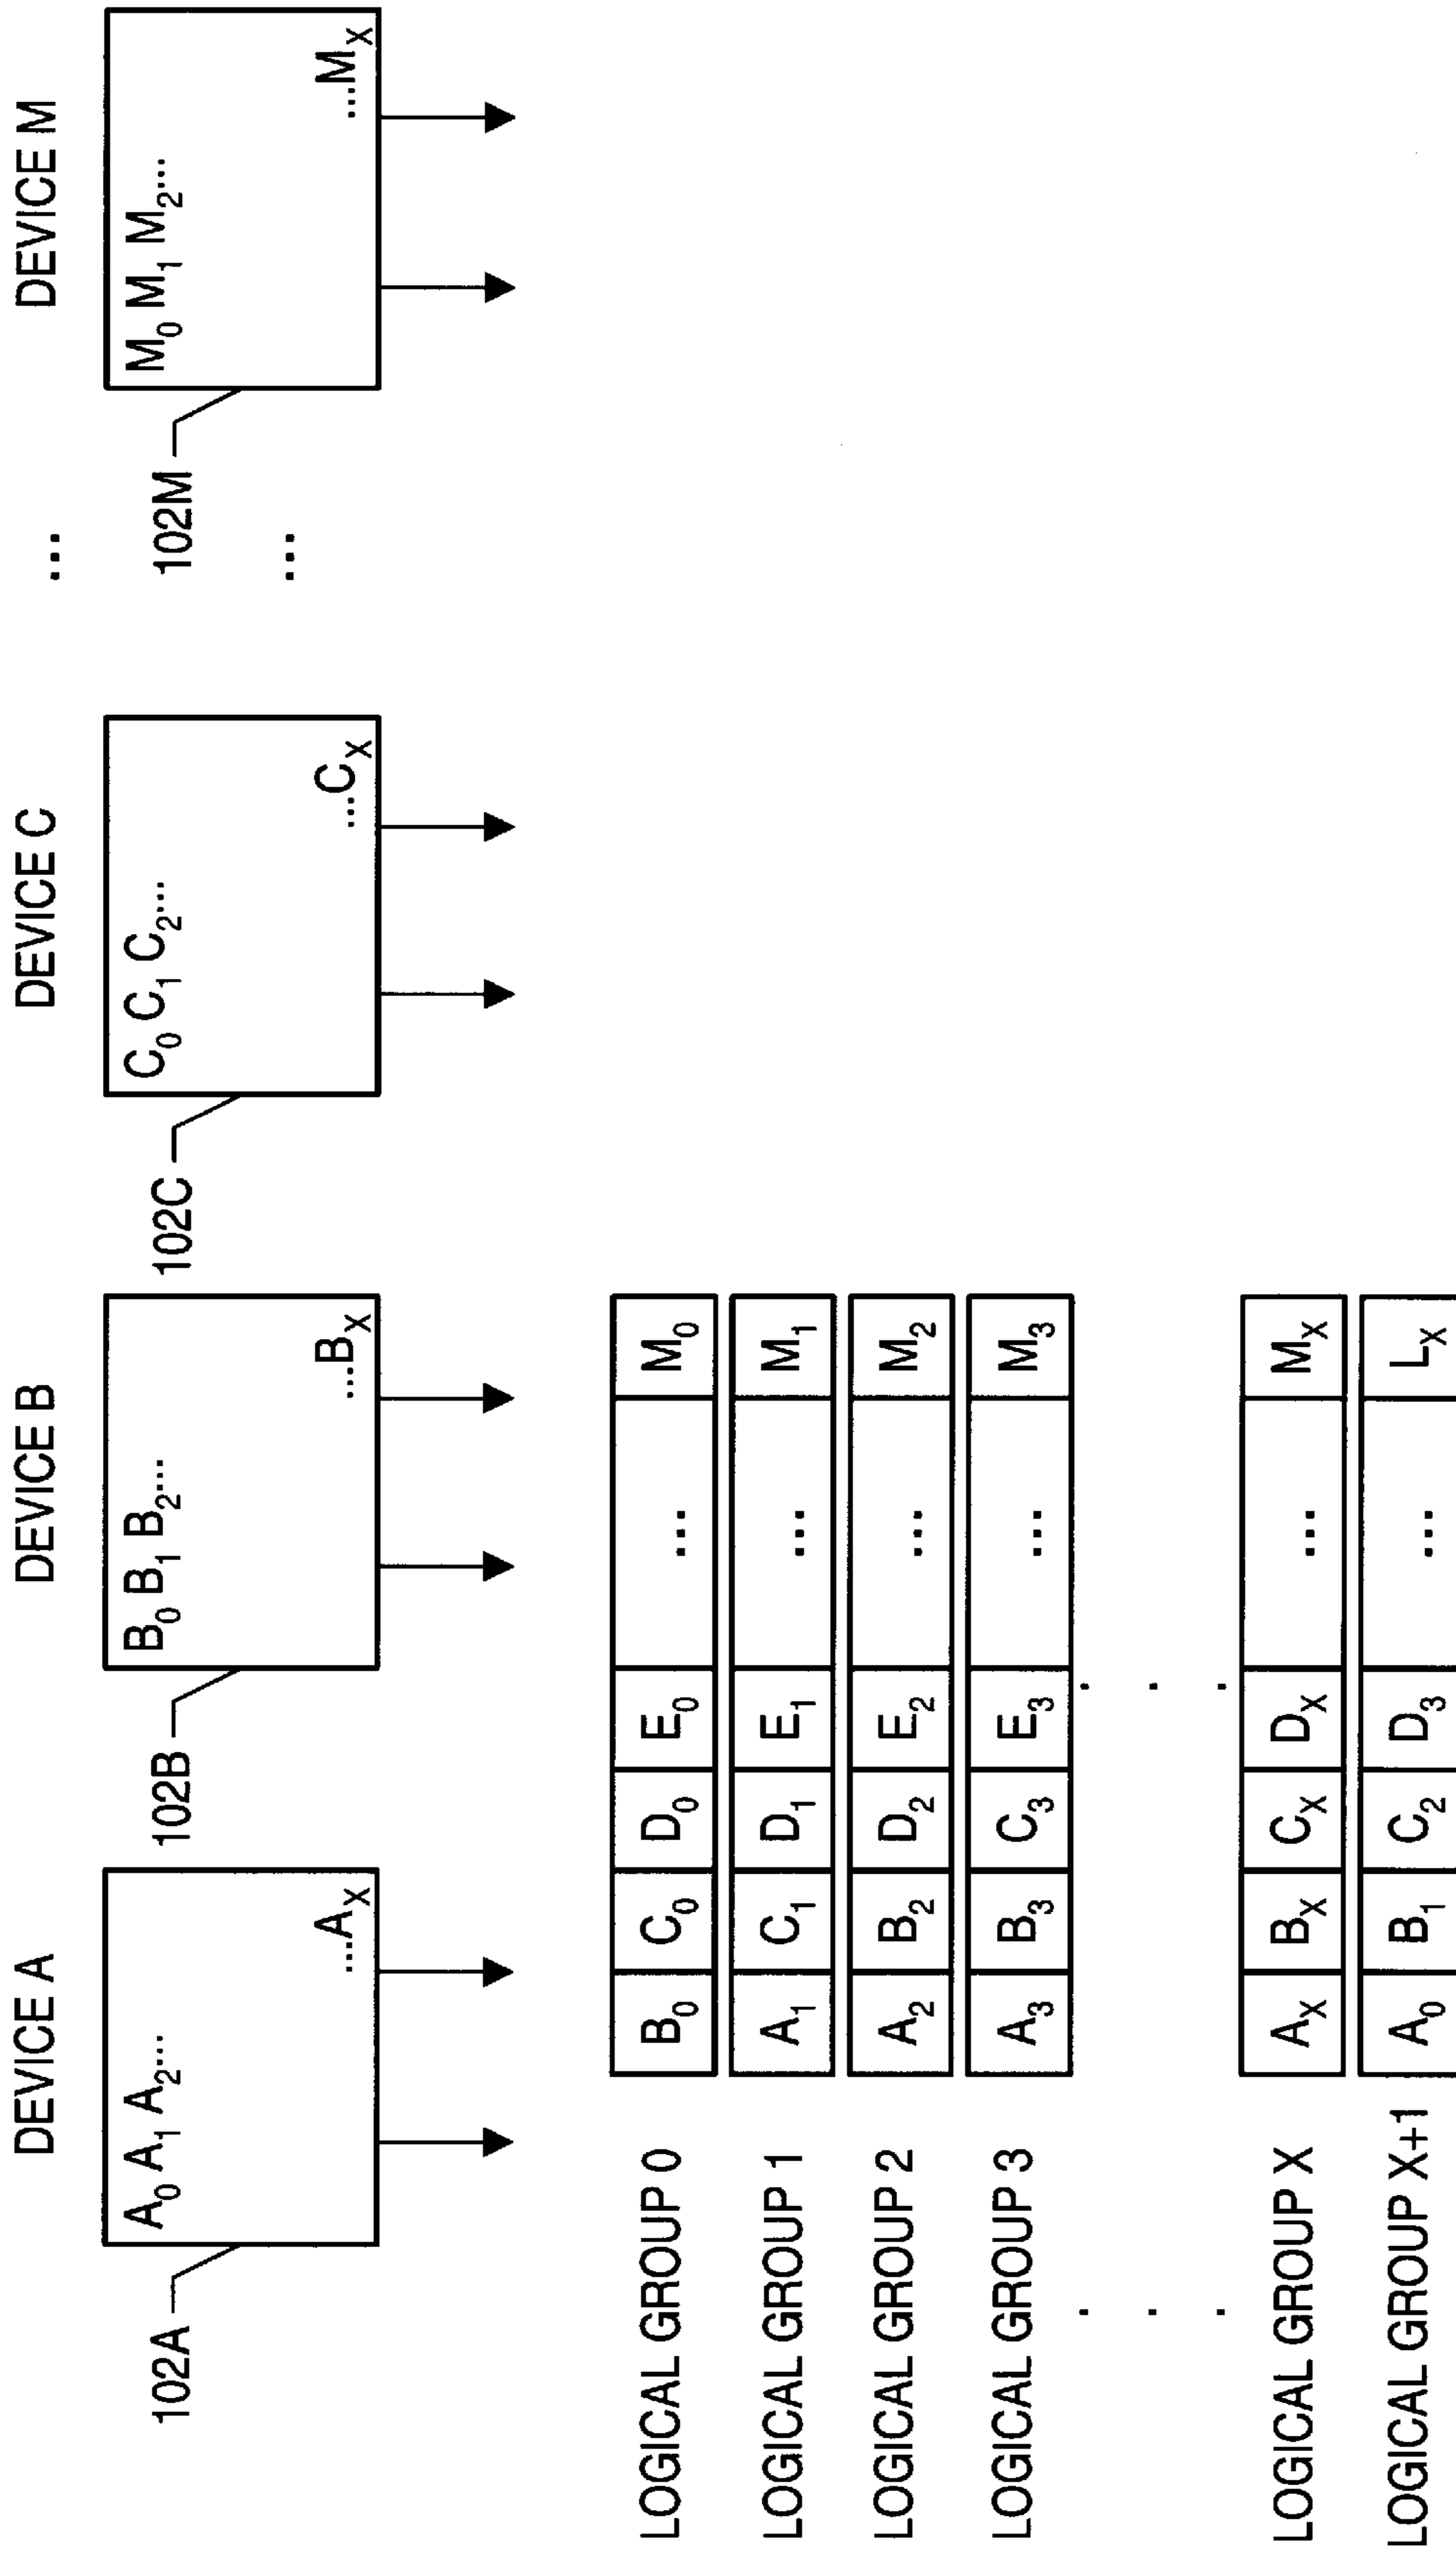 DEVICE A DEVICE B DEVICE C ... DEVICE M
A₀ A₁ A₂... B₀ B₁ B₂... C₀ C₁ C₂... M₀ M₁ M₂...
102A 102B 102C 102M
...Aₓ ...Bₓ ...Cₓ ... ...Mₓ
LOGICAL GROUP 0 B₀ C₀ D₀ E₀ ... M₀
LOGICAL GROUP 1 A₁ C₁ D₁ E₁ ... M₁
LOGICAL GROUP 2 A₂ B₂ D₂ E₂ ... M₂
LOGICAL GROUP 3 A₃ B₃ C₃ E₃ ... M₃
LOGICAL GROUP X Aₓ Bₓ Cₓ Dₓ ... Mₓ
LOGICAL GROUP X+1 A₀ B₁ C₂ D₃ ... Lₓ